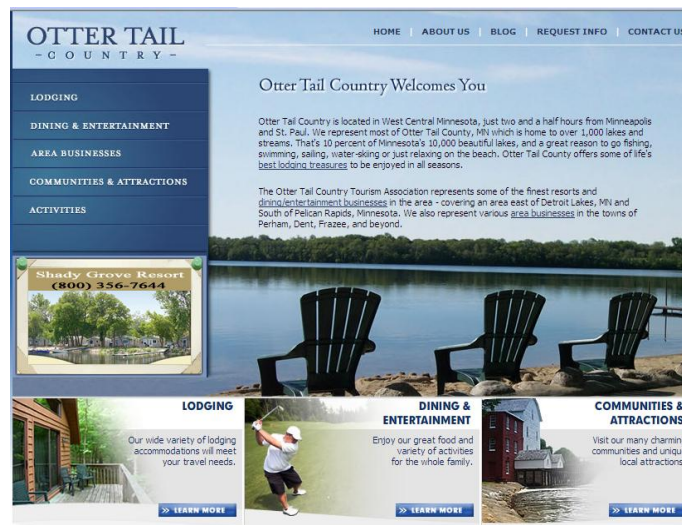 OTTER TAIL
- COUNTRY -
HOME | ABOUT US | BLOG | REQUEST INFO | CONTACT US
LODGING
DINING & ENTERTAINMENT
AREA BUSINESSES
COMMUNITIES & ATTRACTIONS
ACTIVITIES
Shady Grove Resort
(800) 356-7644
Otter Tail Country Welcomes You
Otter Tail Country is located in West Central Minnesota, just two and a half hours from Minneapolis
and St. Paul. We represent most of Otter Tail County, MN which is home to over 1,000 lakes and
streams. That's 10 percent of Minnesota's 10,000 beautiful lakes, and a great reason to go fishing,
swimming, sailing, water-skiing or just relaxing on the beach. Otter Tail County offers some of life's
best lodging treasures to be enjoyed in all seasons.
The Otter Tail Country Tourism Association represents some of the finest resorts and
dining/entertainment businesses in the area - covering an area east of Detroit Lakes, MN and
South of Pelican Rapids, Minnesota. We also represent various area businesses in the towns of
Perham, Dent, Frazee, and beyond.
LODGING
Our wide variety of lodging
accommodations will meet
your travel needs.
>> LEARN MORE
DINING &
ENTERTAINMENT
Enjoy our great food and
variety of activities
for the whole family.
>> LEARN MORE
COMMUNITIES &
ATTRACTIONS
Visit our many charmin
communities and uniqu
local attractions
>> LEARN MORE